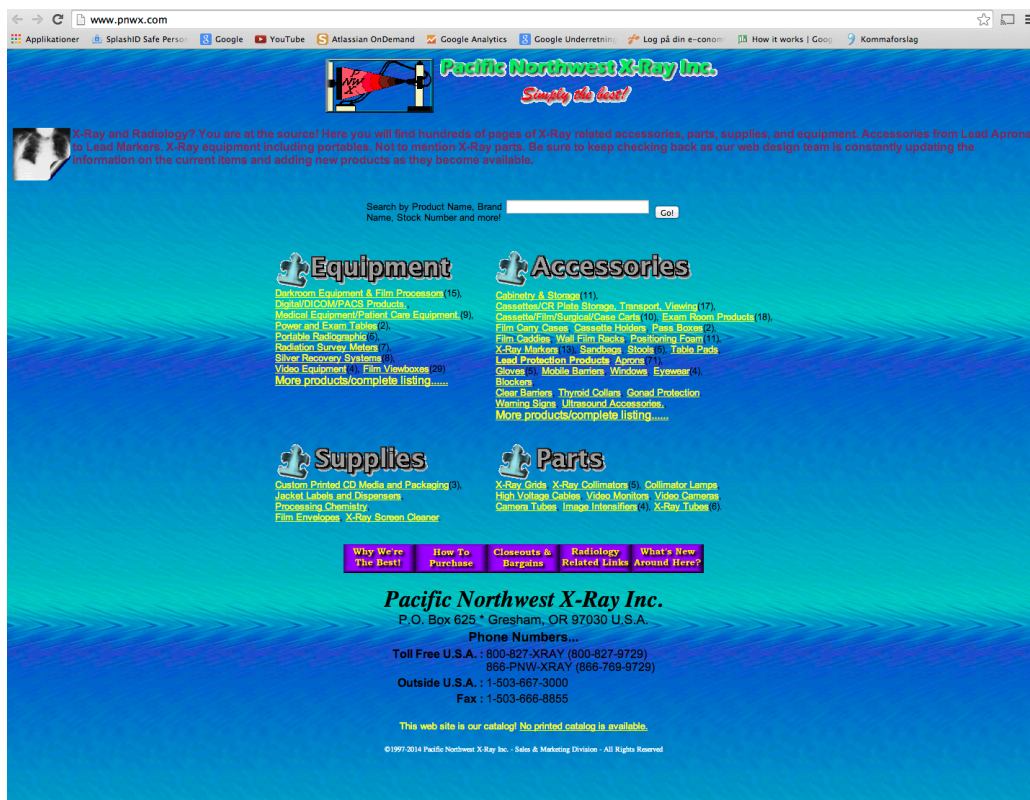 www.pnwx.com
Applikationer SplashID Safe Person Google YouTube Atlassian OnDemand Google Analytics Google Underretning Log på din e-conom How it works | Goog Kommaforslag
PNWX
Pacific Northwest X-Ray Inc.
Simply the best!
X-Ray and Radiology? You are at the source! Here you will find hundreds of pages of X-Ray related accessories, parts, supplies, and equipment. Accessories from Lead Aprons
to Lead Markers. X-Ray equipment including portables. Not to mention X-Ray parts. Be sure to keep checking back as our web design team is constantly updating the
information on the current items and adding new products as they become available.
Search by Product Name, Brand
Name, Stock Number and more!
Go!
Equipment
Darkroom Equipment & Film Processors(15),
Digital/DICOM/PACS Products,
Medical Equipment/Patient Care Equipment,(9),
Power and Exam Tables(2),
Portable Radiographic(6),
Radiation Survey Meters(7),
Silver Recovery Systems(8),
Video Equipment(4), Film Viewboxes(29)
More products/complete listing......
Accessories
Cabinetry & Storage(11),
Cassettes/CR Plate Storage, Transport, Viewing(17),
Cassette/Film/Surgical/Case Carts(10), Exam Room Products(18),
Film Carry Cases, Cassette Holders, Pass Boxes(2),
Film Caddies, Wall Film Racks, Positioning Foam(11),
X-Ray Markers(13), Sandbags, Stools(5), Table Pads,
Lead Protection Products, Aprons(71),
Gloves(5), Mobile Barriers, Windows, Eyewear(4),
Blockers,
Clear Barriers, Thyroid Collars, Gonad Protection,
Warning Signs, Ultrasound Accessories.
More products/complete listing......
Supplies
Custom Printed CD Media and Packaging(3),
Jacket Labels and Dispensers,
Processing Chemistry,
Film Envelopes, X-Ray Screen Cleaner.
Parts
X-Ray Grids, X-Ray Collimators(5), Collimator Lamps,
High Voltage Cables, Video Monitors, Video Cameras,
Camera Tubes, Image Intensifiers(4), X-Ray Tubes(6).
Why We're The Best!
How To Purchase
Closeouts & Bargains
Radiology Related Links
What's New Around Here?
Pacific Northwest X-Ray Inc.
P.O. Box 625 * Gresham, OR 97030 U.S.A.
Phone Numbers...
Toll Free U.S.A. : 800-827-XRAY (800-827-9729)
866-PNW-XRAY (866-769-9729)
Outside U.S.A. : 1-503-667-3000
Fax : 1-503-666-8855
This web site is our catalog! No printed catalog is available.
©1997-2014 Pacific Northwest X-Ray Inc. - Sales & Marketing Division - All Rights Reserved